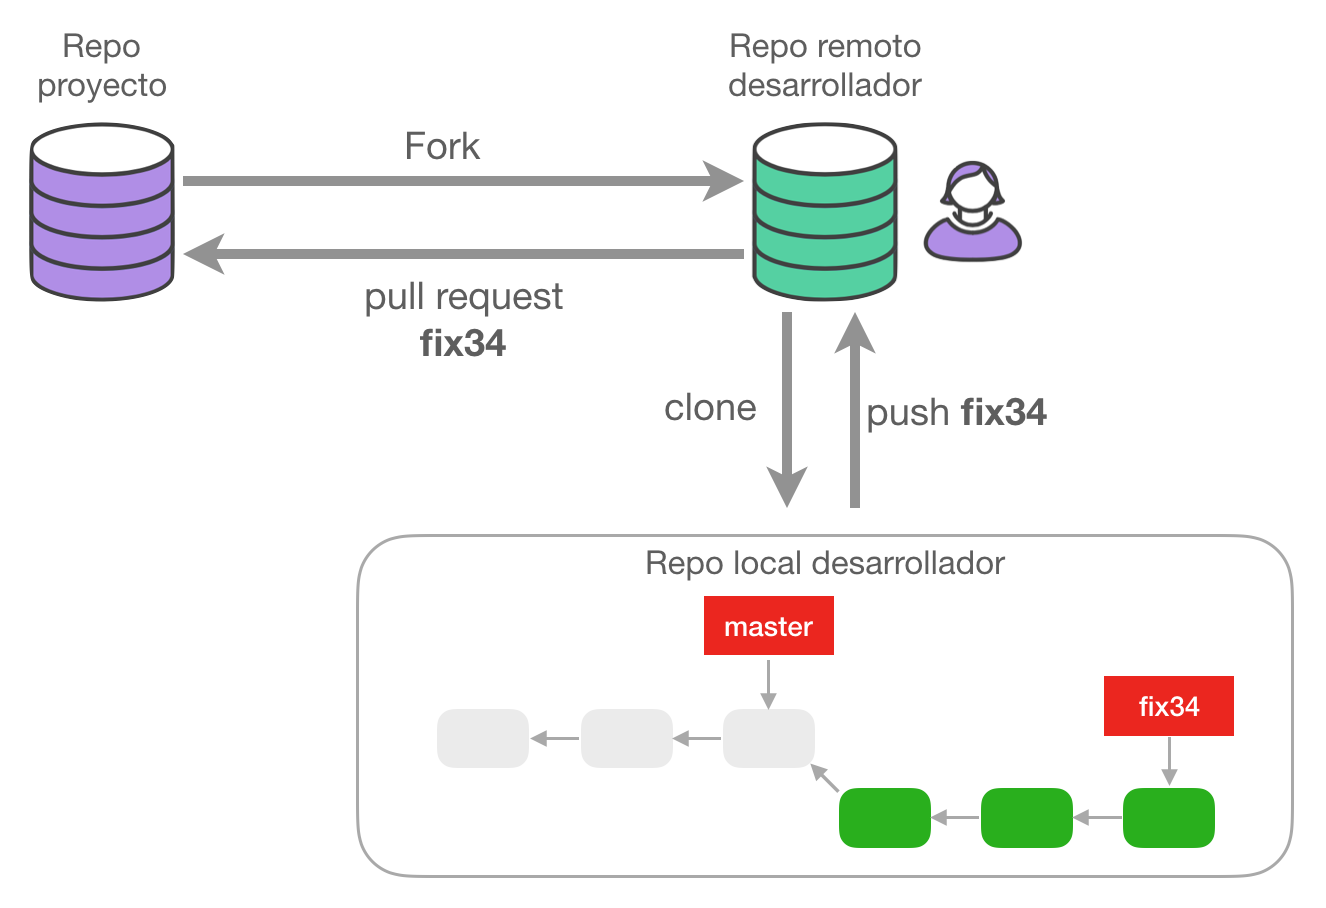 Repo
proyecto
Repo remoto
desarrollador
Fork
pull request
fix34
clone
push fix34
Repo local desarrollador
master
fix34